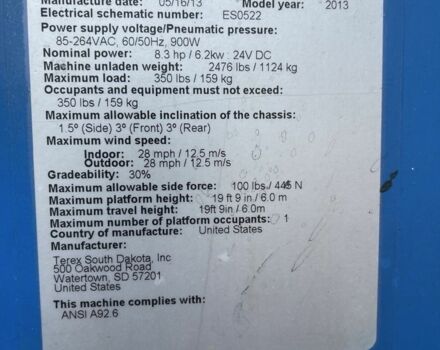 Manufacture date: 05/16/13 Model year: 2013
Electrical schematic number: ES0522
Power supply voltage/Pneumatic pressure:
85-264VAC, 60/50Hz, 900W
Nominal power: 8.3 hp / 6.2kw : 24V DC
Machine unladen weight: 2476 lbs / 1124 kg
Maximum load: 350 lbs / 159 kg
Occupants and equipment must not exceed:
350 lbs / 159 kg
Maximum allowable inclination of the chassis:
1.5º (Side) 3º (Front) 3º (Rear)
Maximum wind speed:
Indoor: 28 mph / 12.5 m/s
Outdoor: 28 mph / 12.5 m/s
Gradeability: 30%
Maximum allowable side force: 100 lbs / 445 N
Maximum platform height: 19 ft 9 in / 6.0 m
Maximum travel height: 19ft 9in / 6.0m
Maximum number of platform occupants: 1
Country of manufacture: United States
Manufacturer:
Terex South Dakota, Inc
500 Oakwood Road
Watertown, SD 57201
United States
This machine complies with:
ANSI A92.6